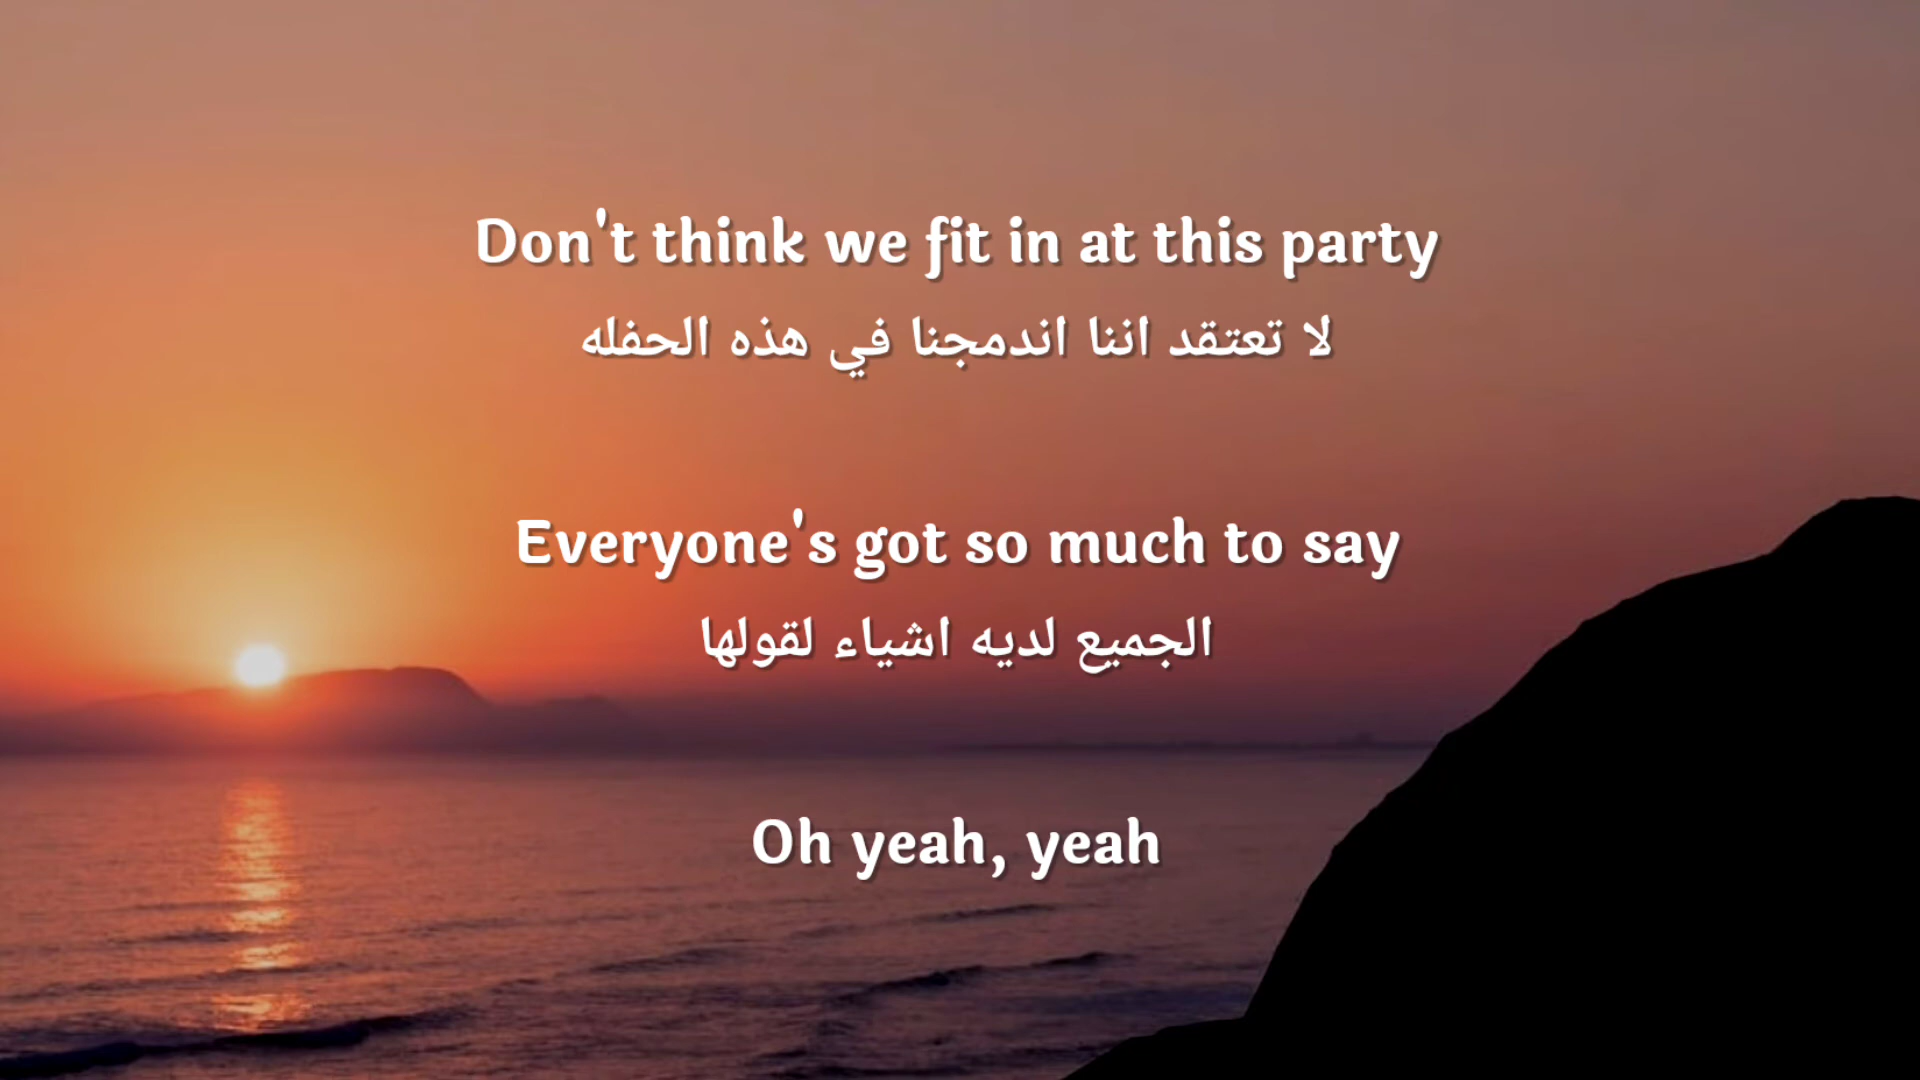 Don't think we fit in at this party
لا تعتقد اننا اندمجنا في هذه الحفله
Everyone's got so much to say
الجميع لديه اشياء لقولها
Oh yeah, yeah